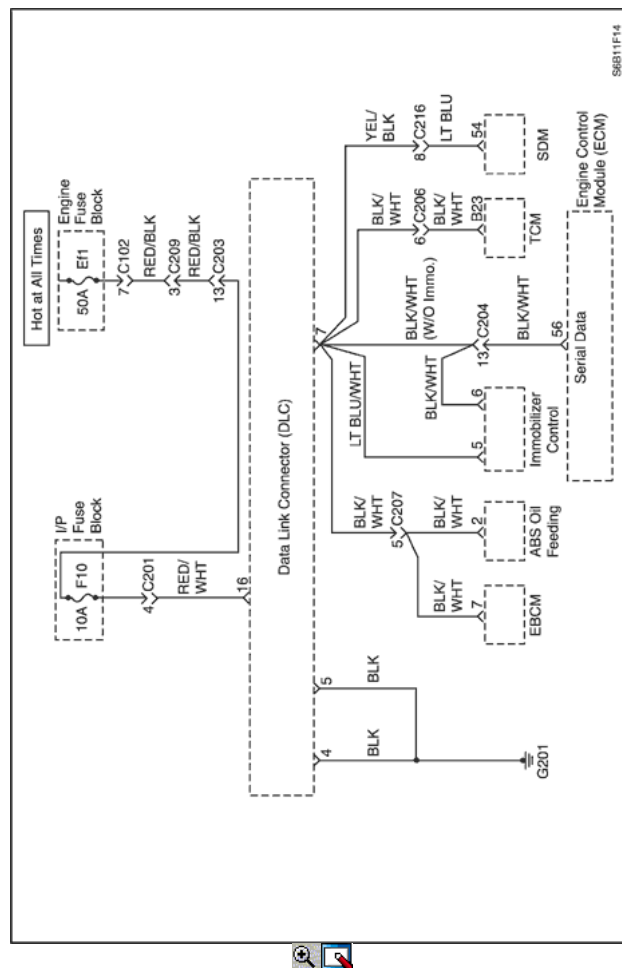 Hot at All Times
I/P
Fuse
Block
10A
F10
4
C201
RED/
WHT
16
Engine
Fuse
Block
50A
Ef1
7
C102
RED/BLK
3
C209
RED/BLK
13
C203
Data Link Connector (DLC)
4
5
7
BLK
BLK
G201
BLK/
WHT
5
C207
BLK/
WHT
BLK/
WHT
7
2
EBCM
ABS Oil
Feeding
LT BLU/WHT
BLK/WHT
5
6
Immobilizer
Control
BLK/WHT
(W/O Immo.)
13
C204
BLK/WHT
56
Serial Data
Engine Control
Module (ECM)
BLK/
WHT
6
C206
BLK/
WHT
B23
TCM
YEL/
BLK
8
C216
LT BLU
54
SDM
S6B11F14